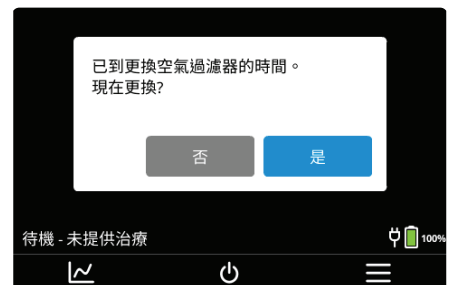 已到更換空氣過濾器的時間。
現在更換?
否
是
待機 - 未提供治療
100%